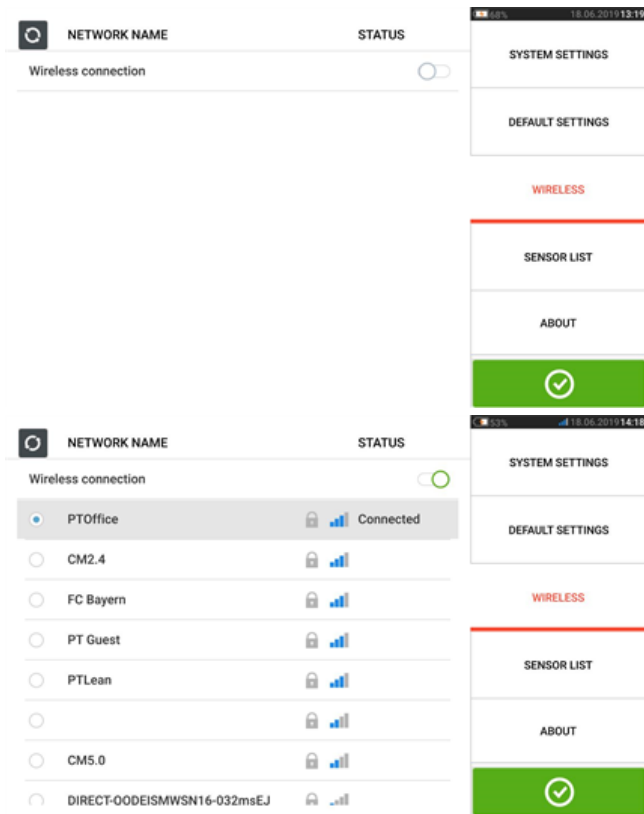 68% 18.06.2019 13:19
NETWORK NAME STATUS
Wireless connection
SYSTEM SETTINGS
DEFAULT SETTINGS
WIRELESS
SENSOR LIST
ABOUT
53% 18.06.2019 14:18
NETWORK NAME STATUS
Wireless connection
PTOffice Connected
CM2.4
FC Bayern
PT Guest
PTLean
CM5.0
DIRECT-OODEISMWSN16-032msEJ
SYSTEM SETTINGS
DEFAULT SETTINGS
WIRELESS
SENSOR LIST
ABOUT